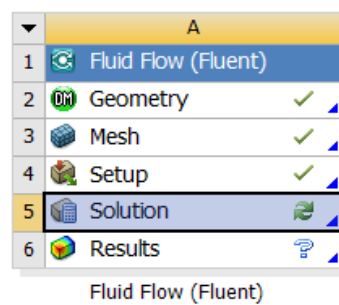 A
1 Fluid Flow (Fluent)
2 DM Geometry
3 Mesh
4 Setup
5 Solution
6 Results ?
Fluid Flow (Fluent)